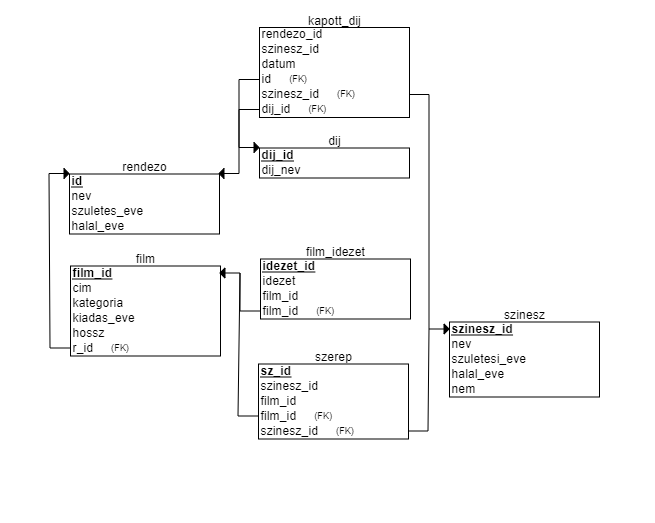 kapott_dij
rendezo_id
szinesz_id
datum
id (FK)
szinesz_id (FK)
dij_id (FK)
dij
dij_id
dij_nev
rendezo
id
nev
szuletes_eve
halal_eve
film
film_id
cim
kategoria
kiadas_eve
hossz
r_id (FK)
film_idezet
idezet_id
idezet
film_id
film_id (FK)
szerep
sz_id
szinesz_id
film_id
film_id (FK)
szinesz_id (FK)
szinesz
szinesz_id
nev
szuletesi_eve
halal_eve
nem